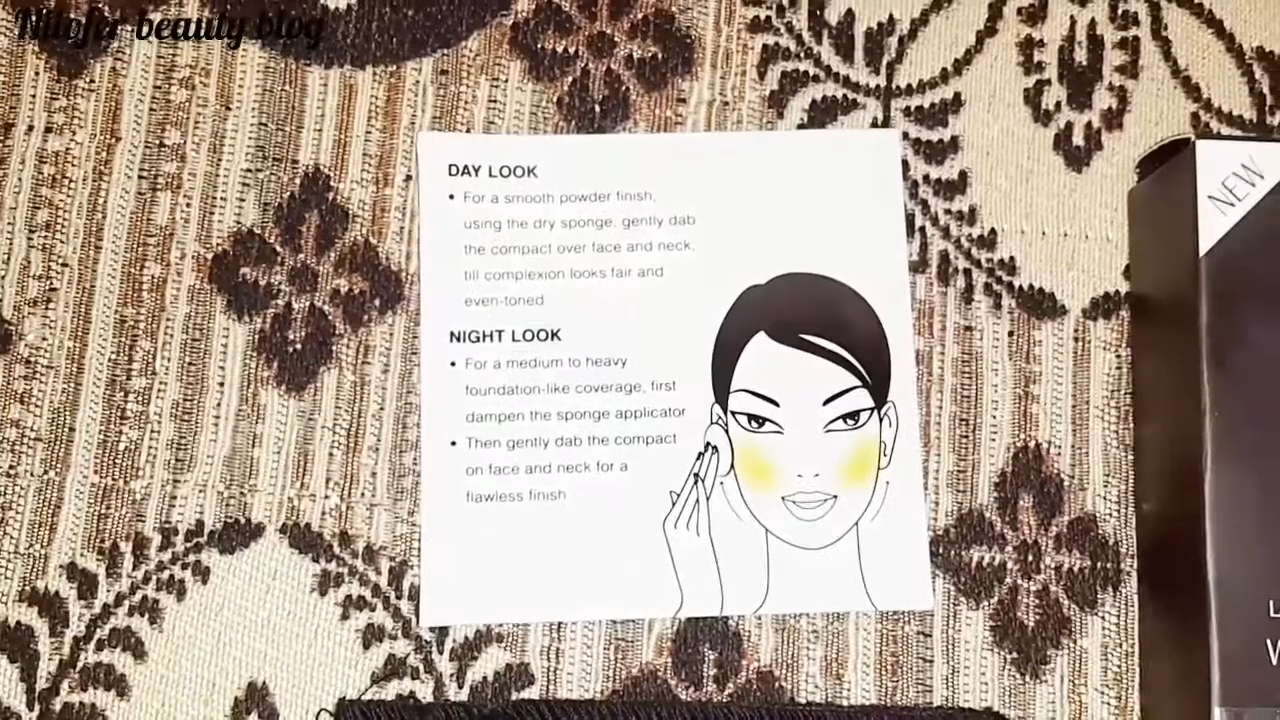 Nilofer beauty blog
DAY LOOK
• For a smooth powder finish,
using the dry sponge, gently dab
the compact over face and neck,
till complexion looks fair and
even-toned
NIGHT LOOK
• For a medium to heavy
foundation-like coverage, first
dampen the sponge applicator
• Then gently dab the compact
on face and neck for a
flawless finish
NEW